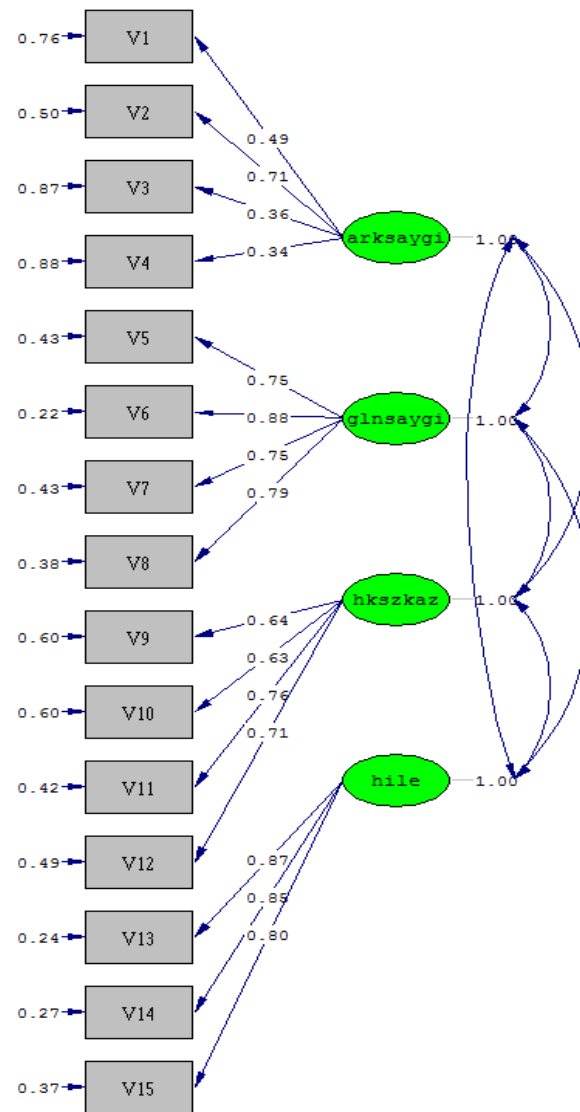 0.76 V1
0.50 V2
0.49
0.71
0.87 V3
0.36
arksaygi 1.00
0.88 V4
0.34
0.43 V5
0.75
0.22 V6
0.88
glnsaygi 1.00
0.75
0.43 V7
0.79
0.38 V8
0.60 V9
0.64
hkszkaz 1.00
0.63
0.60 V10
0.76
0.71
0.42 V11
hile 1.00
0.49 V12
0.87
0.85
0.24 V13
0.80
0.27 V14
0.37 V15